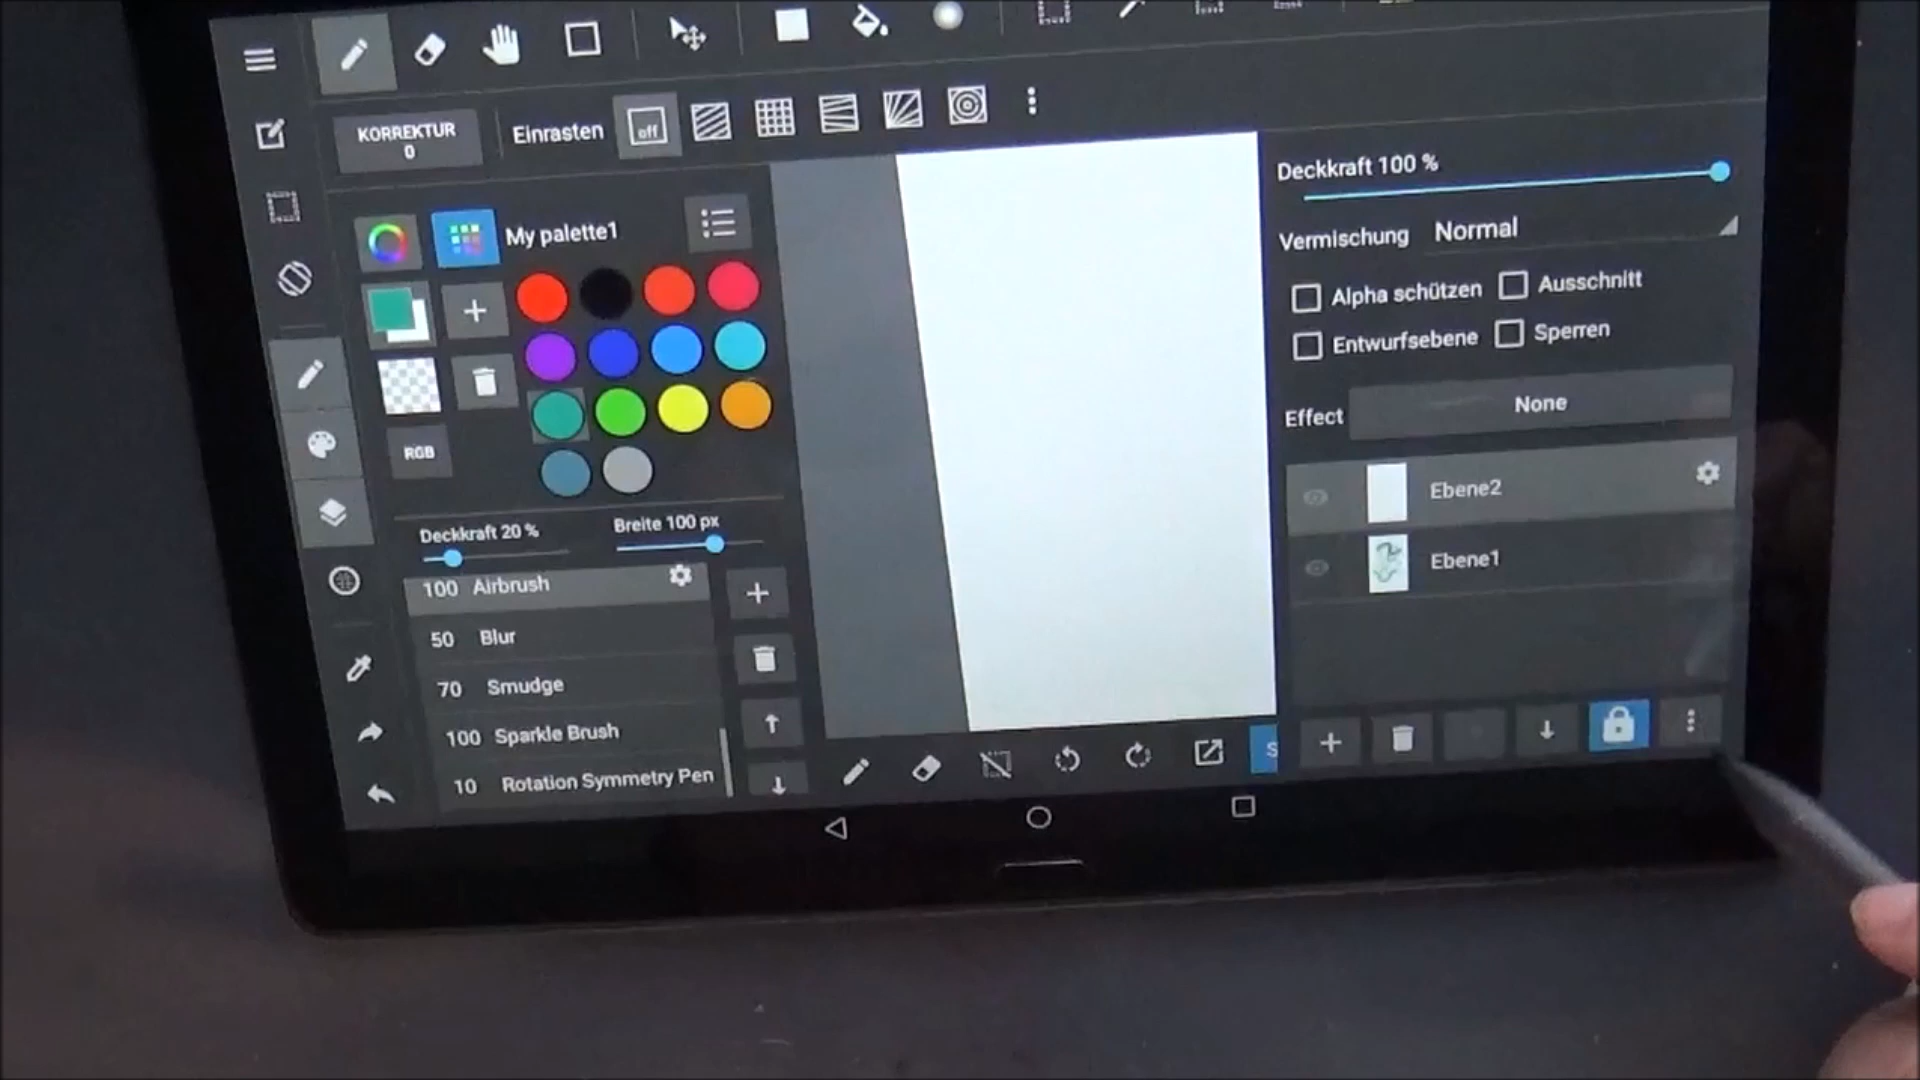 KORREKTUR
0
Einrasten
off
My palette1
RGB
Deckkraft 20 %
Breite 100 px
100 Airbrush
50 Blur
70 Smudge
100 Sparkle Brush
10 Rotation Symmetry Pen
S
Deckkraft 100 %
Vermischung Normal
Alpha schützen
Ausschnitt
Entwurfsebene
Sperren
Effect
None
Ebene2
Ebene1